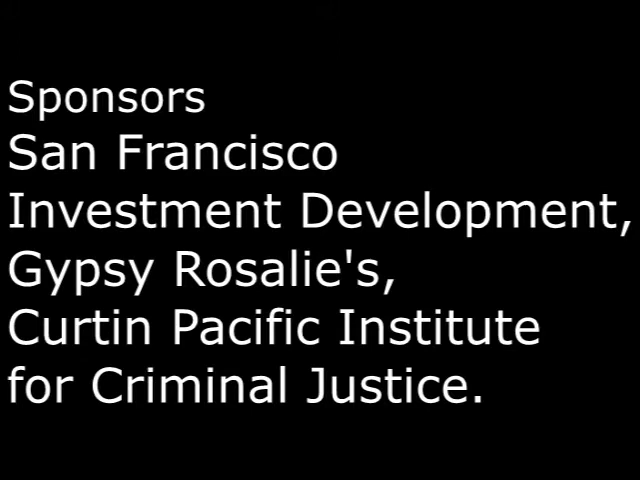 Sponsors
San Francisco
Investment Development,
Gypsy Rosalie's,
Curtin Pacific Institute
for Criminal Justice.